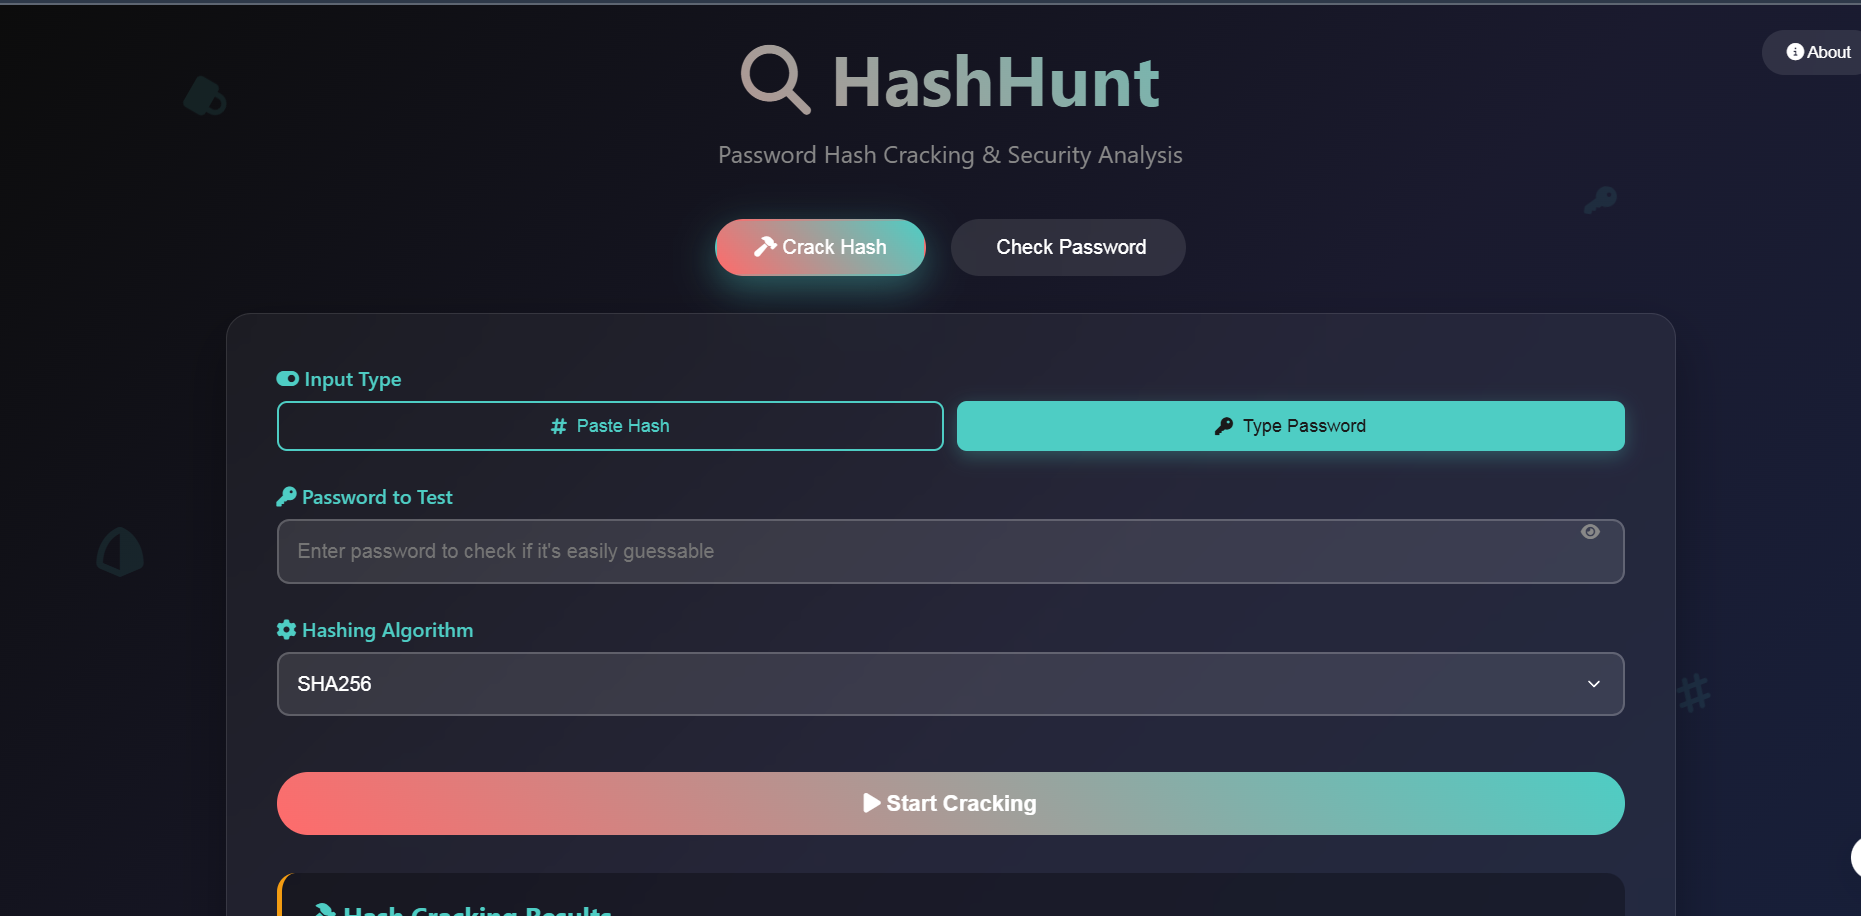 About
HashHunt
Password Hash Cracking & Security Analysis
Crack Hash
Check Password
Input Type
Paste Hash
Type Password
Password to Test
Enter password to check if it's easily guessable
Hashing Algorithm
SHA256
Start Cracking
Hash Cracking Results